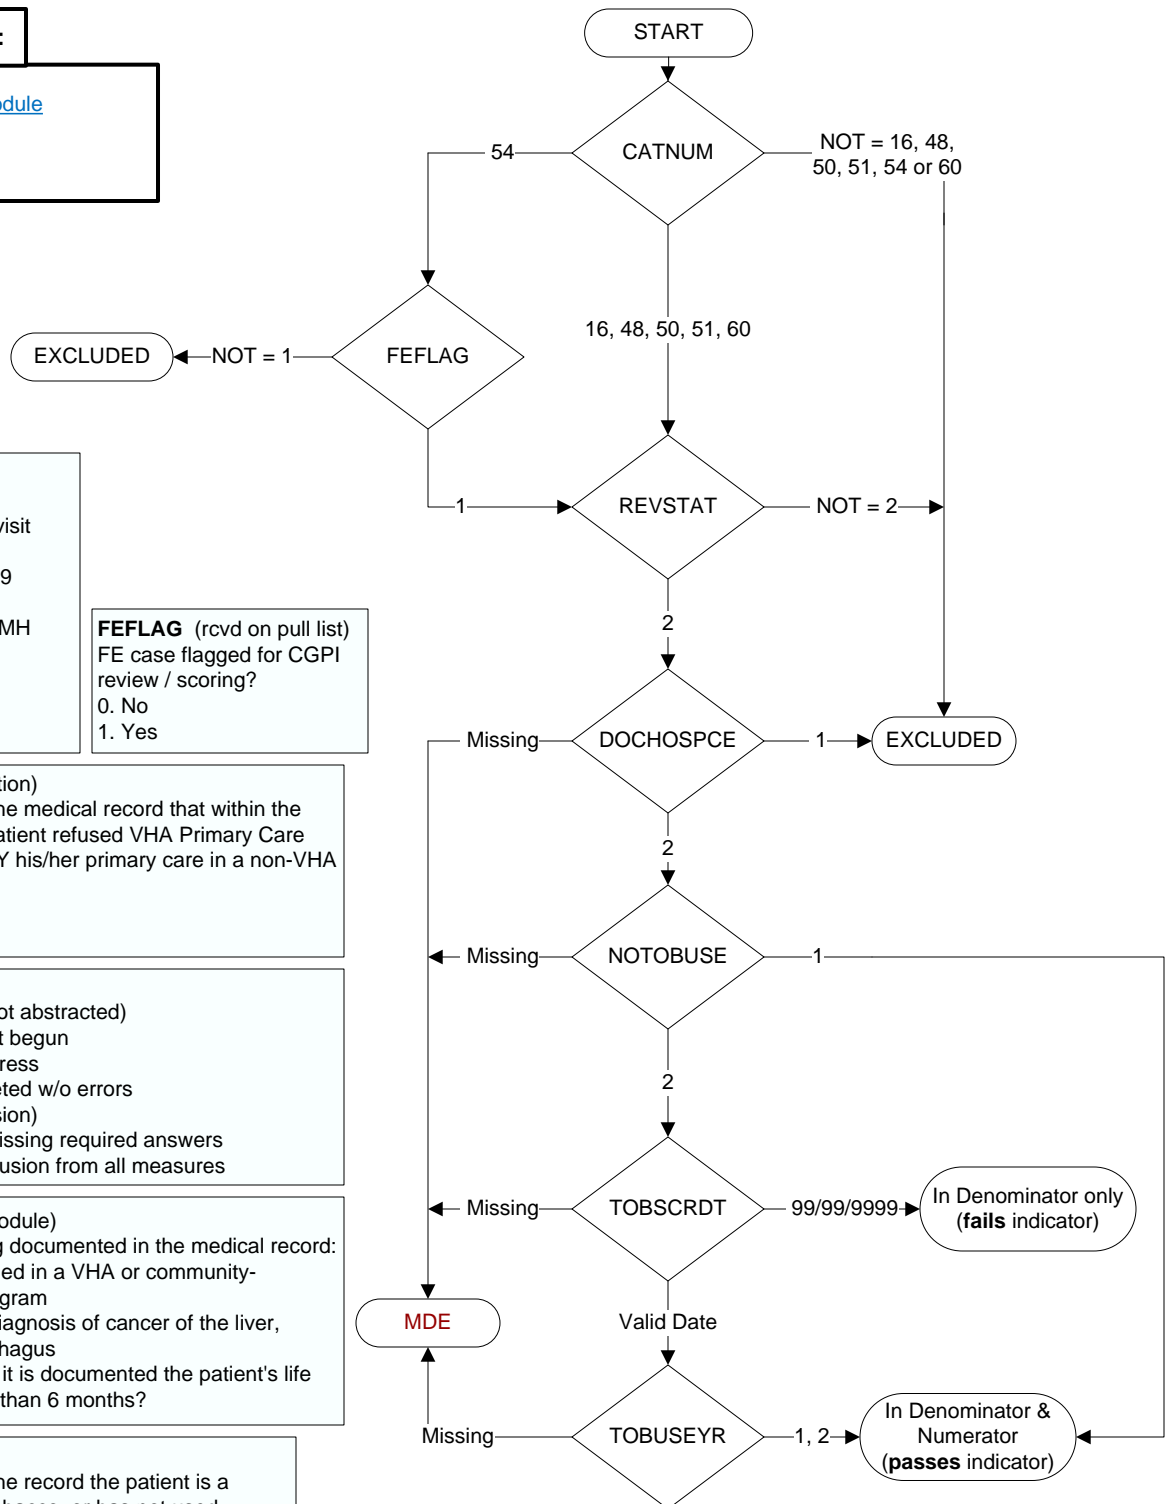 :
odule
START
CATNUM
54
NOT = 16, 48,
50, 51, 54 or 60
16, 48, 50, 51, 60
FEFLAG
NOT = 1
EXCLUDED
1
REVSTAT
NOT = 2
2
visit
9
MH
FEFLAG (rcvd on pull list)
FE case flagged for CGPI
review / scoring?
0. No
1. Yes
DOCHOSPCE
Missing
1
EXCLUDED
2
tion)
he medical record that within the
atient refused VHA Primary Care
Y his/her primary care in a non-VHA
NOTOBUSE
Missing
1
2
ot abstracted)
t begun
ress
eted w/o errors
sion)
issing required answers
usion from all measures
TOBSCRDT
Missing
99/99/9999
In Denominator only
(fails indicator)
Valid Date
odule)
g documented in the medical record:
ed in a VHA or community-
gram
iagnosis of cancer of the liver,
hagus
it is documented the patient's life
than 6 months?
MDE
TOBUSEYR
Missing
1, 2
In Denominator &
Numerator
(passes indicator)
he record the patient is a